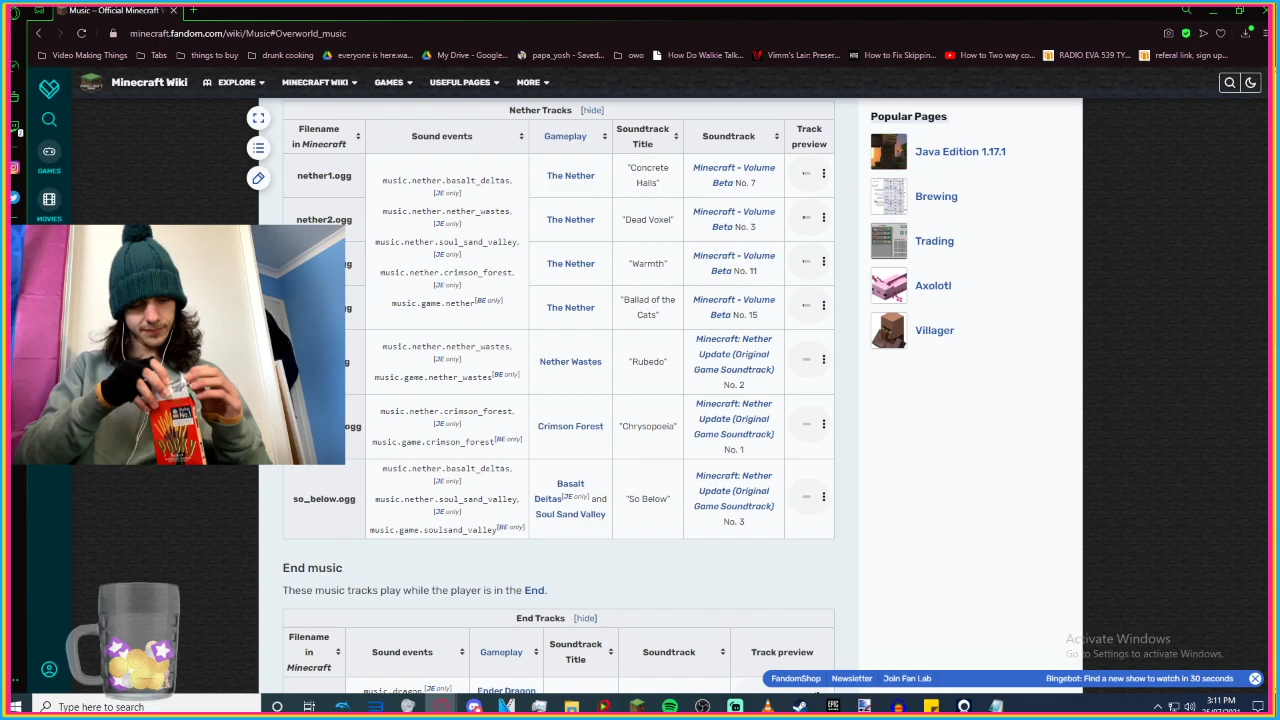 Music – Official Minecraft W
minecraft.fandom.com/wiki/Music#Overworld_music
Video Making Things
Tabs
things to buy
drunk cooking
everyone is here.wa...
My Drive - Google...
papa_yosh - Saved...
owo
How Do Walkie Talk...
Vimm's Lair: Preser...
How to Fix Skippin...
How to Two way co...
RADIO EVA 539 TY...
referal link, sign up...
Minecraft Wiki
EXPLORE
MINECRAFT WIKI
GAMES
USEFUL PAGES
MORE
GAMES
MOVIES
Nether Tracks [hide]
Filename in Minecraft
Sound events
Gameplay
Soundtrack Title
Soundtrack
Track preview
nether1.ogg
music.nether.basalt_deltas,
[JE only]
The Nether
"Concrete Halls"
Minecraft - Volume Beta No. 7
nether2.ogg
music.nether.nether_wastes,
[JE only]
The Nether
"Dead Voxel"
Minecraft - Volume Beta No. 3
music.nether.soul_sand_valley,
[JE only]
The Nether
"Warmth"
Minecraft - Volume Beta No. 11
music.nether.crimson_forest,
[JE only]
music.game.nether[BE only]
The Nether
"Ballad of the Cats"
Minecraft - Volume Beta No. 15
music.nether.nether_wastes,
[JE only]
music.game.nether_wastes[BE only]
Nether Wastes
"Rubedo"
Minecraft: Nether Update (Original Game Soundtrack) No. 2
ogg
music.nether.crimson_forest,
[JE only]
music.game.crimson_forest[BE only]
Crimson Forest
"Chrysopoeia"
Minecraft: Nether Update (Original Game Soundtrack) No. 1
so_below.ogg
music.nether.basalt_deltas,
[JE only]
music.nether.soul_sand_valley,
[JE only]
music.game.soulsand_valley[BE only]
Basalt Deltas[JE only] and Soul Sand Valley
"So Below"
Minecraft: Nether Update (Original Game Soundtrack) No. 3
End music
These music tracks play while the player is in the End.
End Tracks [hide]
Filename in Minecraft
Sound events
Gameplay
Soundtrack Title
Soundtrack
Track preview
music.dragon[JE only]
Ender Dragon
Popular Pages
Java Edition 1.17.1
Brewing
Trading
Axolotl
Villager
Activate Windows
Go to Settings to activate Windows.
FandomShop
Newsletter
Join Fan Lab
Bingebot: Find a new show to watch in 30 seconds
Type here to search
3:11 PM
25/07/2021